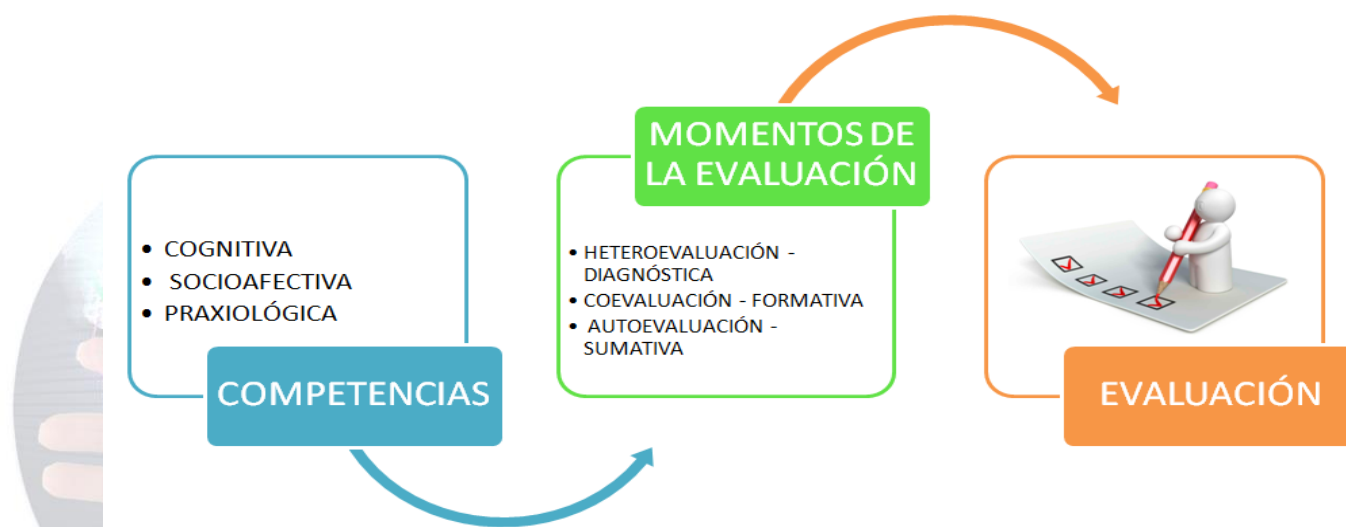 • COGNITIVA
• SOCIOAFECTIVA
• PRAXIOLÓGICA
COMPETENCIAS
MOMENTOS DE
LA EVALUACIÓN
• HETEROEVALUACIÓN -
DIAGNÓSTICA
• COEVALUACIÓN - FORMATIVA
• AUTOEVALUACIÓN -
SUMATIVA
EVALUACIÓN